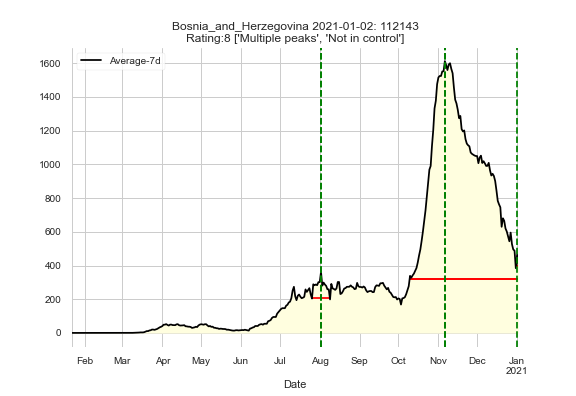 Bosnia_and_Herzegovina 2021-01-02: 112143
Rating:8 ['Multiple peaks', 'Not in control']
Average-7d
1600
1400
1200
1000
800
600
400
200
0
Feb Mar Apr May Jun Jul Aug Sep Oct Nov Dec Jan
2021
Date